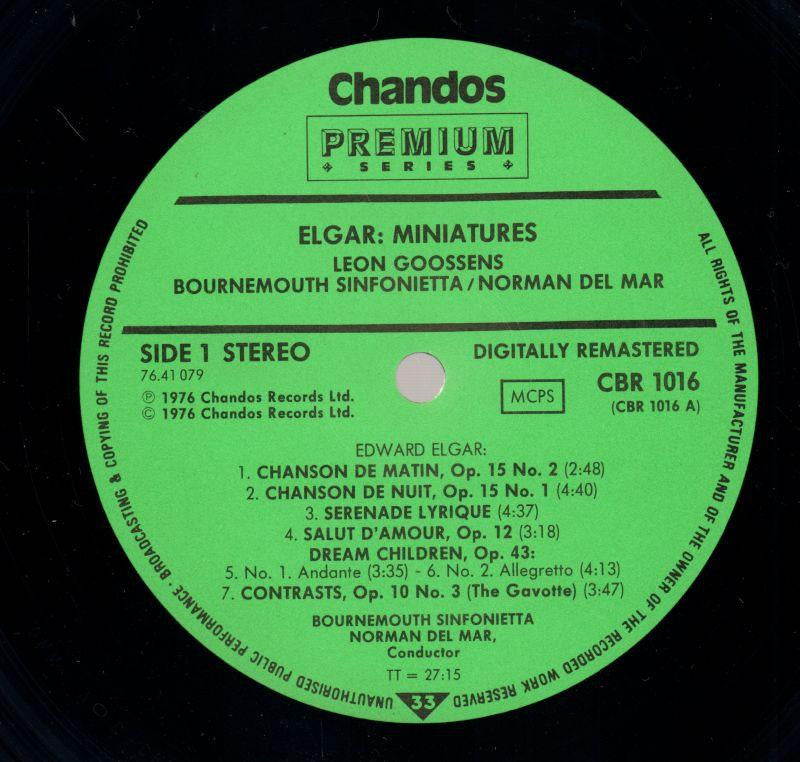 Chandos
PREMIUM
SERIES
ELGAR: MINIATURES
LEON GOOSSENS
BOURNEMOUTH SINFONIETTA / NORMAN DEL MAR
SIDE 1 STEREO
76.41 079
℗ 1976 Chandos Records Ltd.
© 1976 Chandos Records Ltd.
DIGITALLY REMASTERED
MCPS
CBR 1016
(CBR 1016 A)
EDWARD ELGAR:
1. CHANSON DE MATIN, Op. 15 No. 2 (2:48)
2. CHANSON DE NUIT, Op. 15 No. 1 (4:40)
3. SERENADE LYRIQUE (4:37)
4. SALUT D'AMOUR, Op. 12 (3:18)
DREAM CHILDREN, Op. 43:
5. No. 1. Andante (3:35) - 6. No. 2. Allegretto (4:13)
7. CONTRASTS, Op. 10 No. 3 (The Gavotte) (3:47)
BOURNEMOUTH SINFONIETTA
NORMAN DEL MAR,
Conductor
TT = 27:15
33
ALL RIGHTS OF THE MANUFACTURER AND OF THE OWNER OF THE RECORDED WORK RESERVED
UNAUTHORISED PUBLIC PERFORMANCE · BROADCASTING & COPYING OF THIS RECORD PROHIBITED